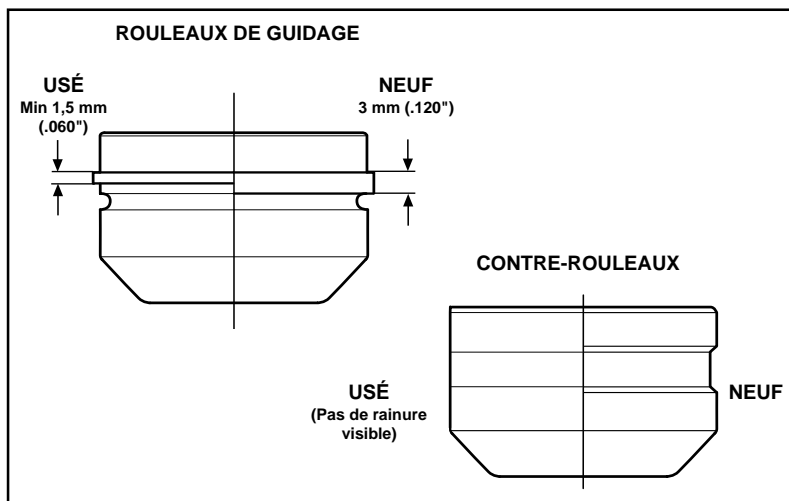 ROULEAUX DE GUIDAGE
USÉ
Min 1,5 mm
(.060")
NEUF
3 mm (.120")
CONTRE-ROULEAUX
USÉ
(Pas de rainure
visible)
NEUF